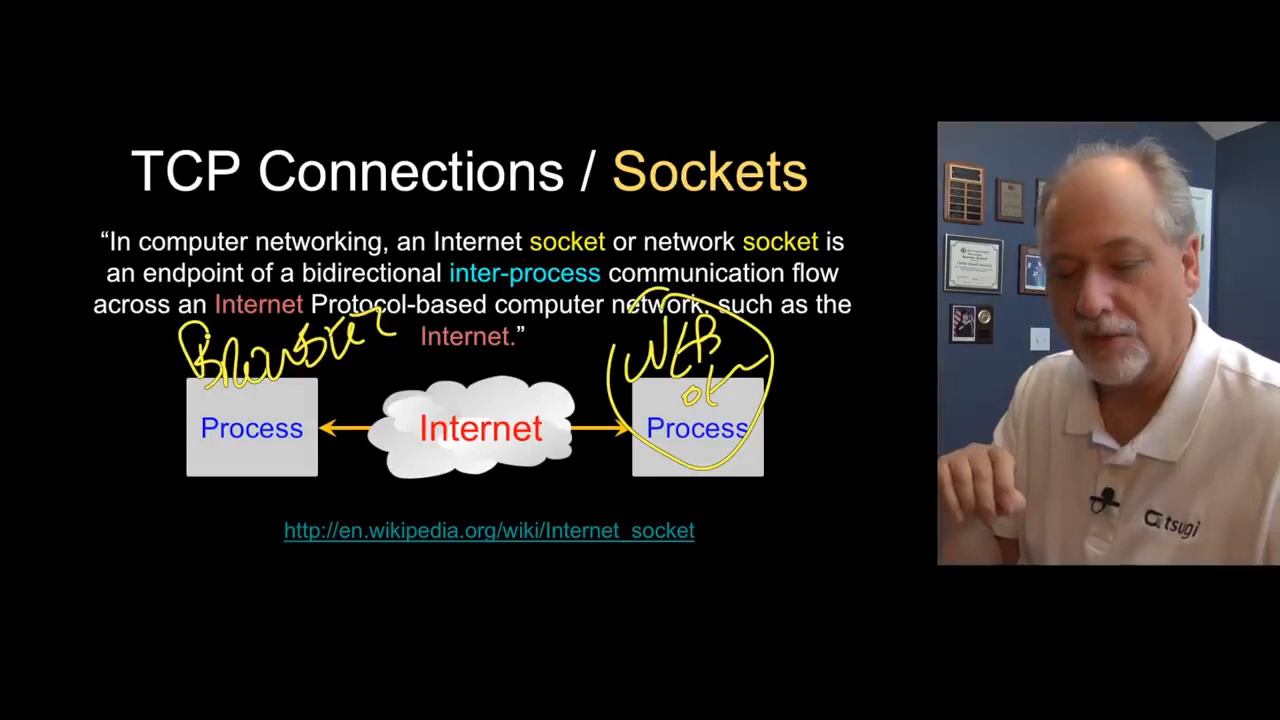 TCP Connections / Sockets
“In computer networking, an Internet socket or network socket is
an endpoint of a bidirectional inter-process communication flow
across an Internet Protocol-based computer network, such as the
Internet.”
Browser
WEB
Process
Internet
Process
http://en.wikipedia.org/wiki/Internet_socket
tsugi